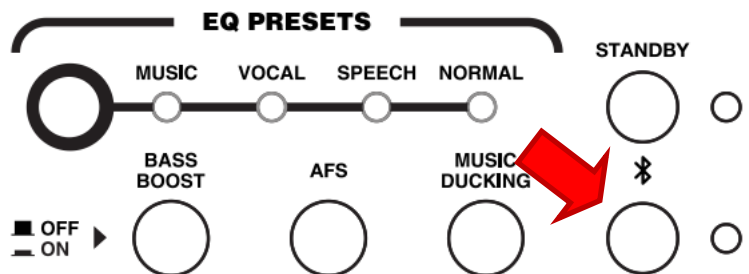 EQ PRESETS
STANDBY
MUSIC VOCAL SPEECH NORMAL
BASS
BOOST
AFS
MUSIC
DUCKING
OFF
ON